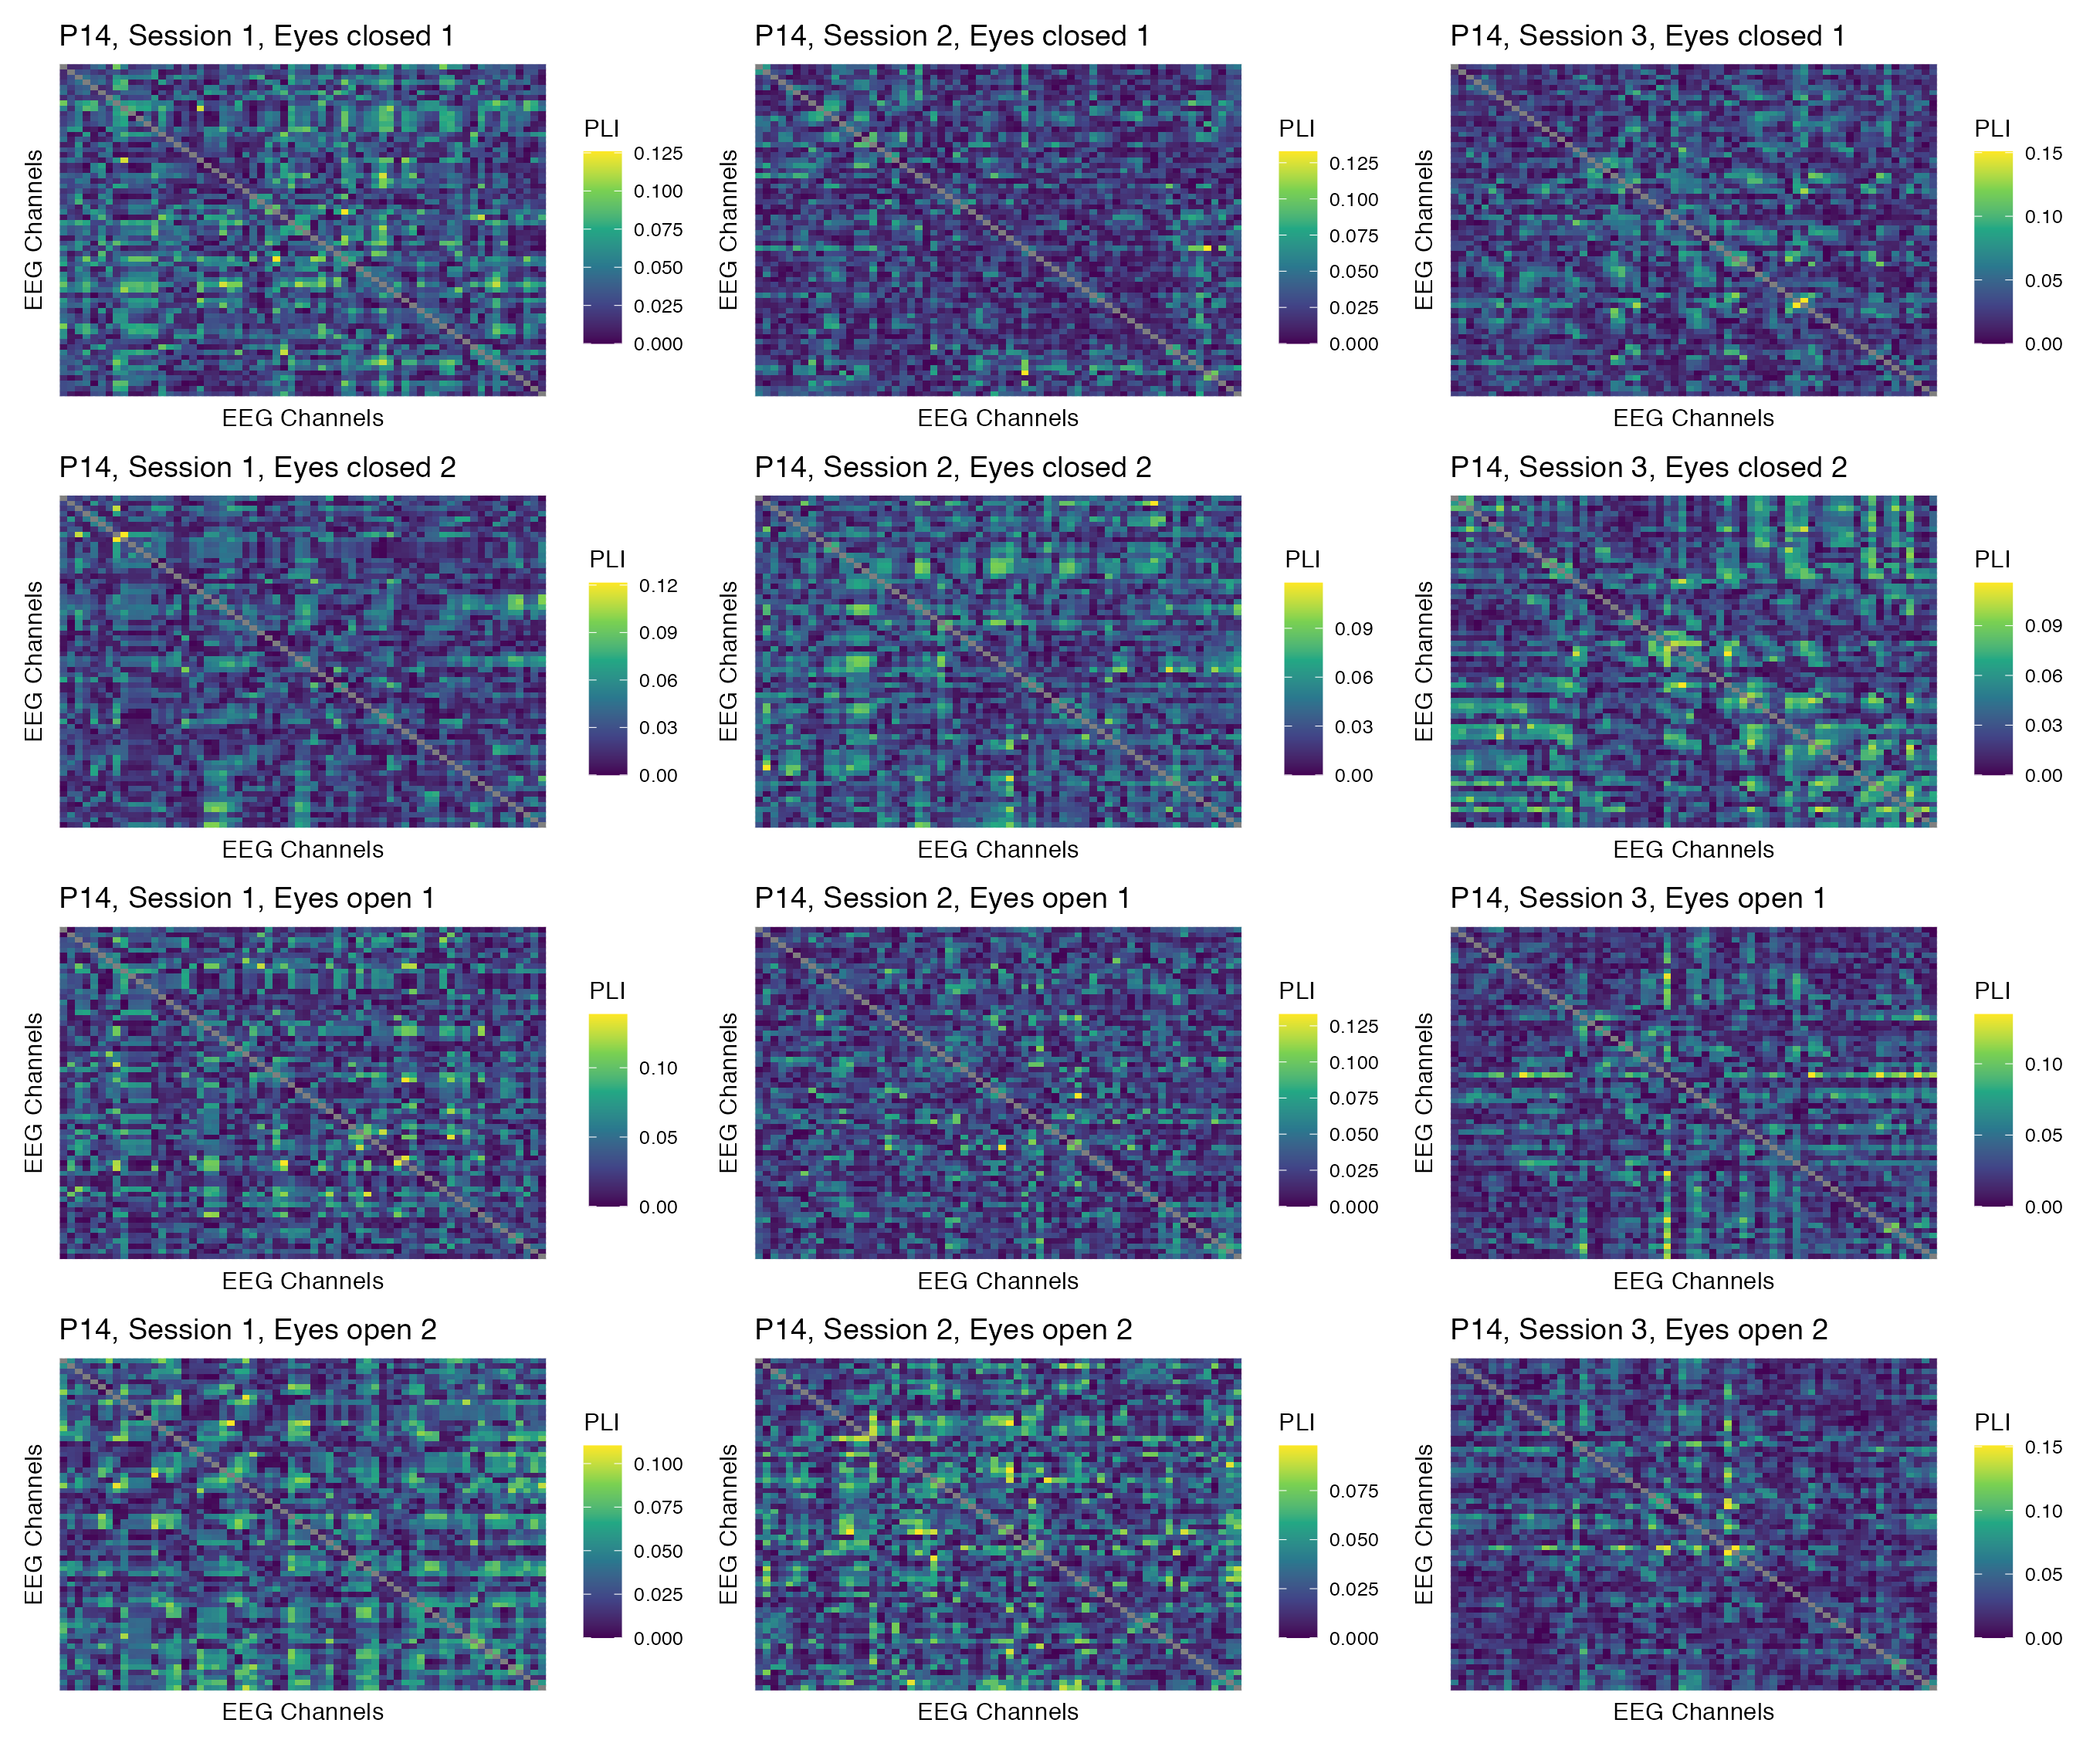 P14, Session 1, Eyes closed 1
EEG Channels
EEG Channels
PLI
0.125
0.100
0.075
0.050
0.025
0.000
P14, Session 2, Eyes closed 1
EEG Channels
EEG Channels
PLI
0.125
0.100
0.075
0.050
0.025
0.000
P14, Session 3, Eyes closed 1
EEG Channels
EEG Channels
PLI
0.15
0.10
0.05
0.00
P14, Session 1, Eyes closed 2
EEG Channels
EEG Channels
PLI
0.12
0.09
0.06
0.03
0.00
P14, Session 2, Eyes closed 2
EEG Channels
EEG Channels
PLI
0.09
0.06
0.03
0.00
P14, Session 3, Eyes closed 2
EEG Channels
EEG Channels
PLI
0.09
0.06
0.03
0.00
P14, Session 1, Eyes open 1
EEG Channels
EEG Channels
PLI
0.10
0.05
0.00
P14, Session 2, Eyes open 1
EEG Channels
EEG Channels
PLI
0.125
0.100
0.075
0.050
0.025
0.000
P14, Session 3, Eyes open 1
EEG Channels
EEG Channels
PLI
0.10
0.05
0.00
P14, Session 1, Eyes open 2
EEG Channels
EEG Channels
PLI
0.100
0.075
0.050
0.025
0.000
P14, Session 2, Eyes open 2
EEG Channels
EEG Channels
PLI
0.075
0.050
0.025
0.000
P14, Session 3, Eyes open 2
EEG Channels
EEG Channels
PLI
0.15
0.10
0.05
0.00